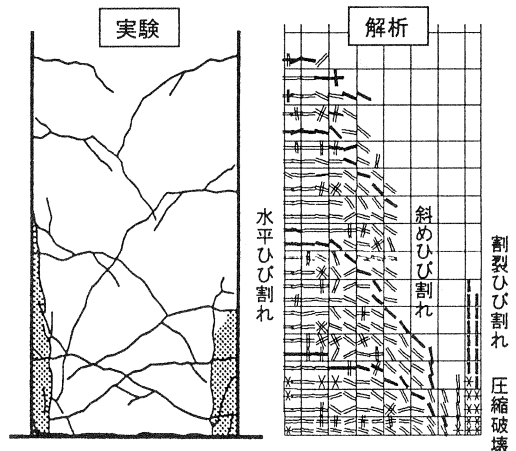 実験
解析
水平ひび割れ
斜めひび割れ
割裂ひび割れ
圧縮破壊